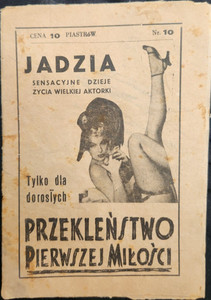 CENA 10 PIASTRÓW Nr. 10
JADZIA
SENSACYJNE DZIEJE
ŻYCIA WIELKIEJ AKTORKI
Tylko dla
dorosłych
PRZEKLEŃSTWO
PIERWSZEJ MIŁOŚCI